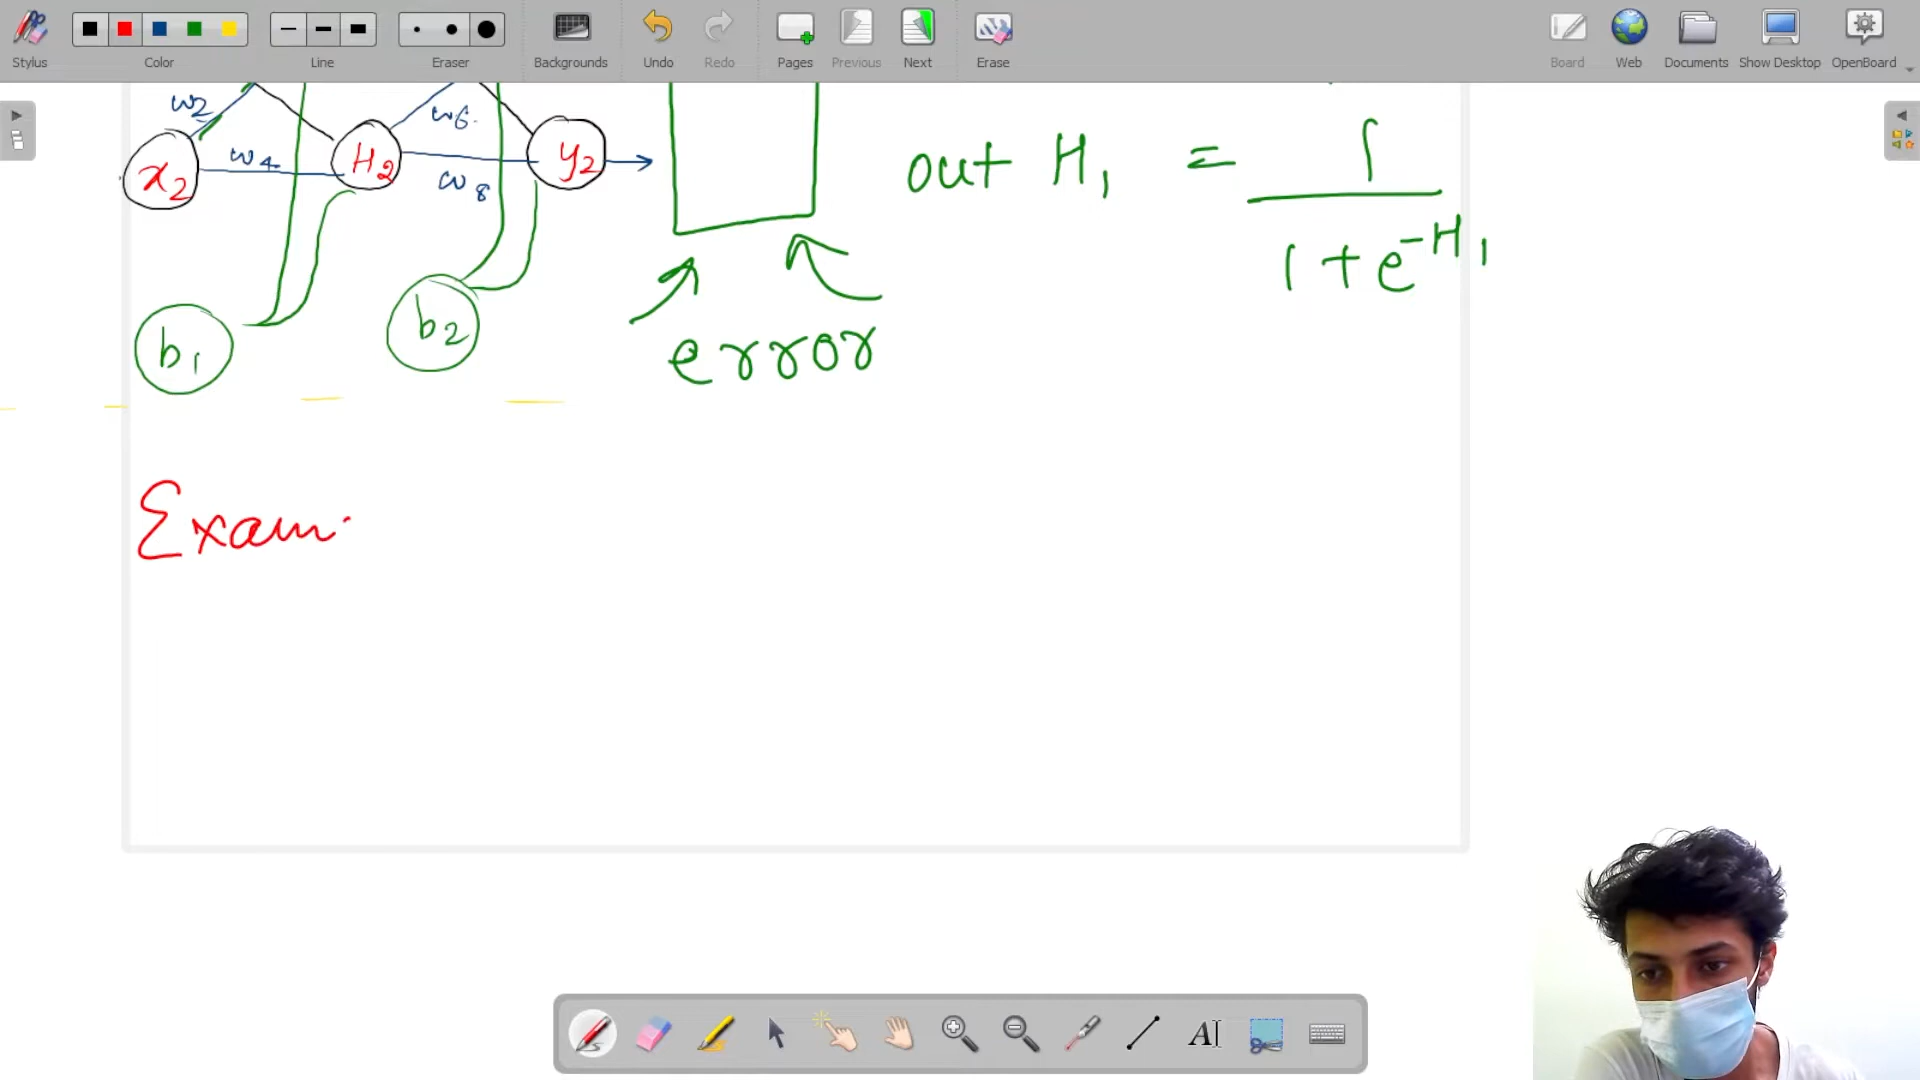 Stylus
Color
Line
Eraser
Backgrounds
Undo
Redo
Pages
Previous
Next
Erase
Board
Web
Documents
Show Desktop
OpenBoard
w2
w6
x2
w4
H2
w8
y2
out H1 = 1
1 + e^-H1
b1
b2
error
Exam
AI